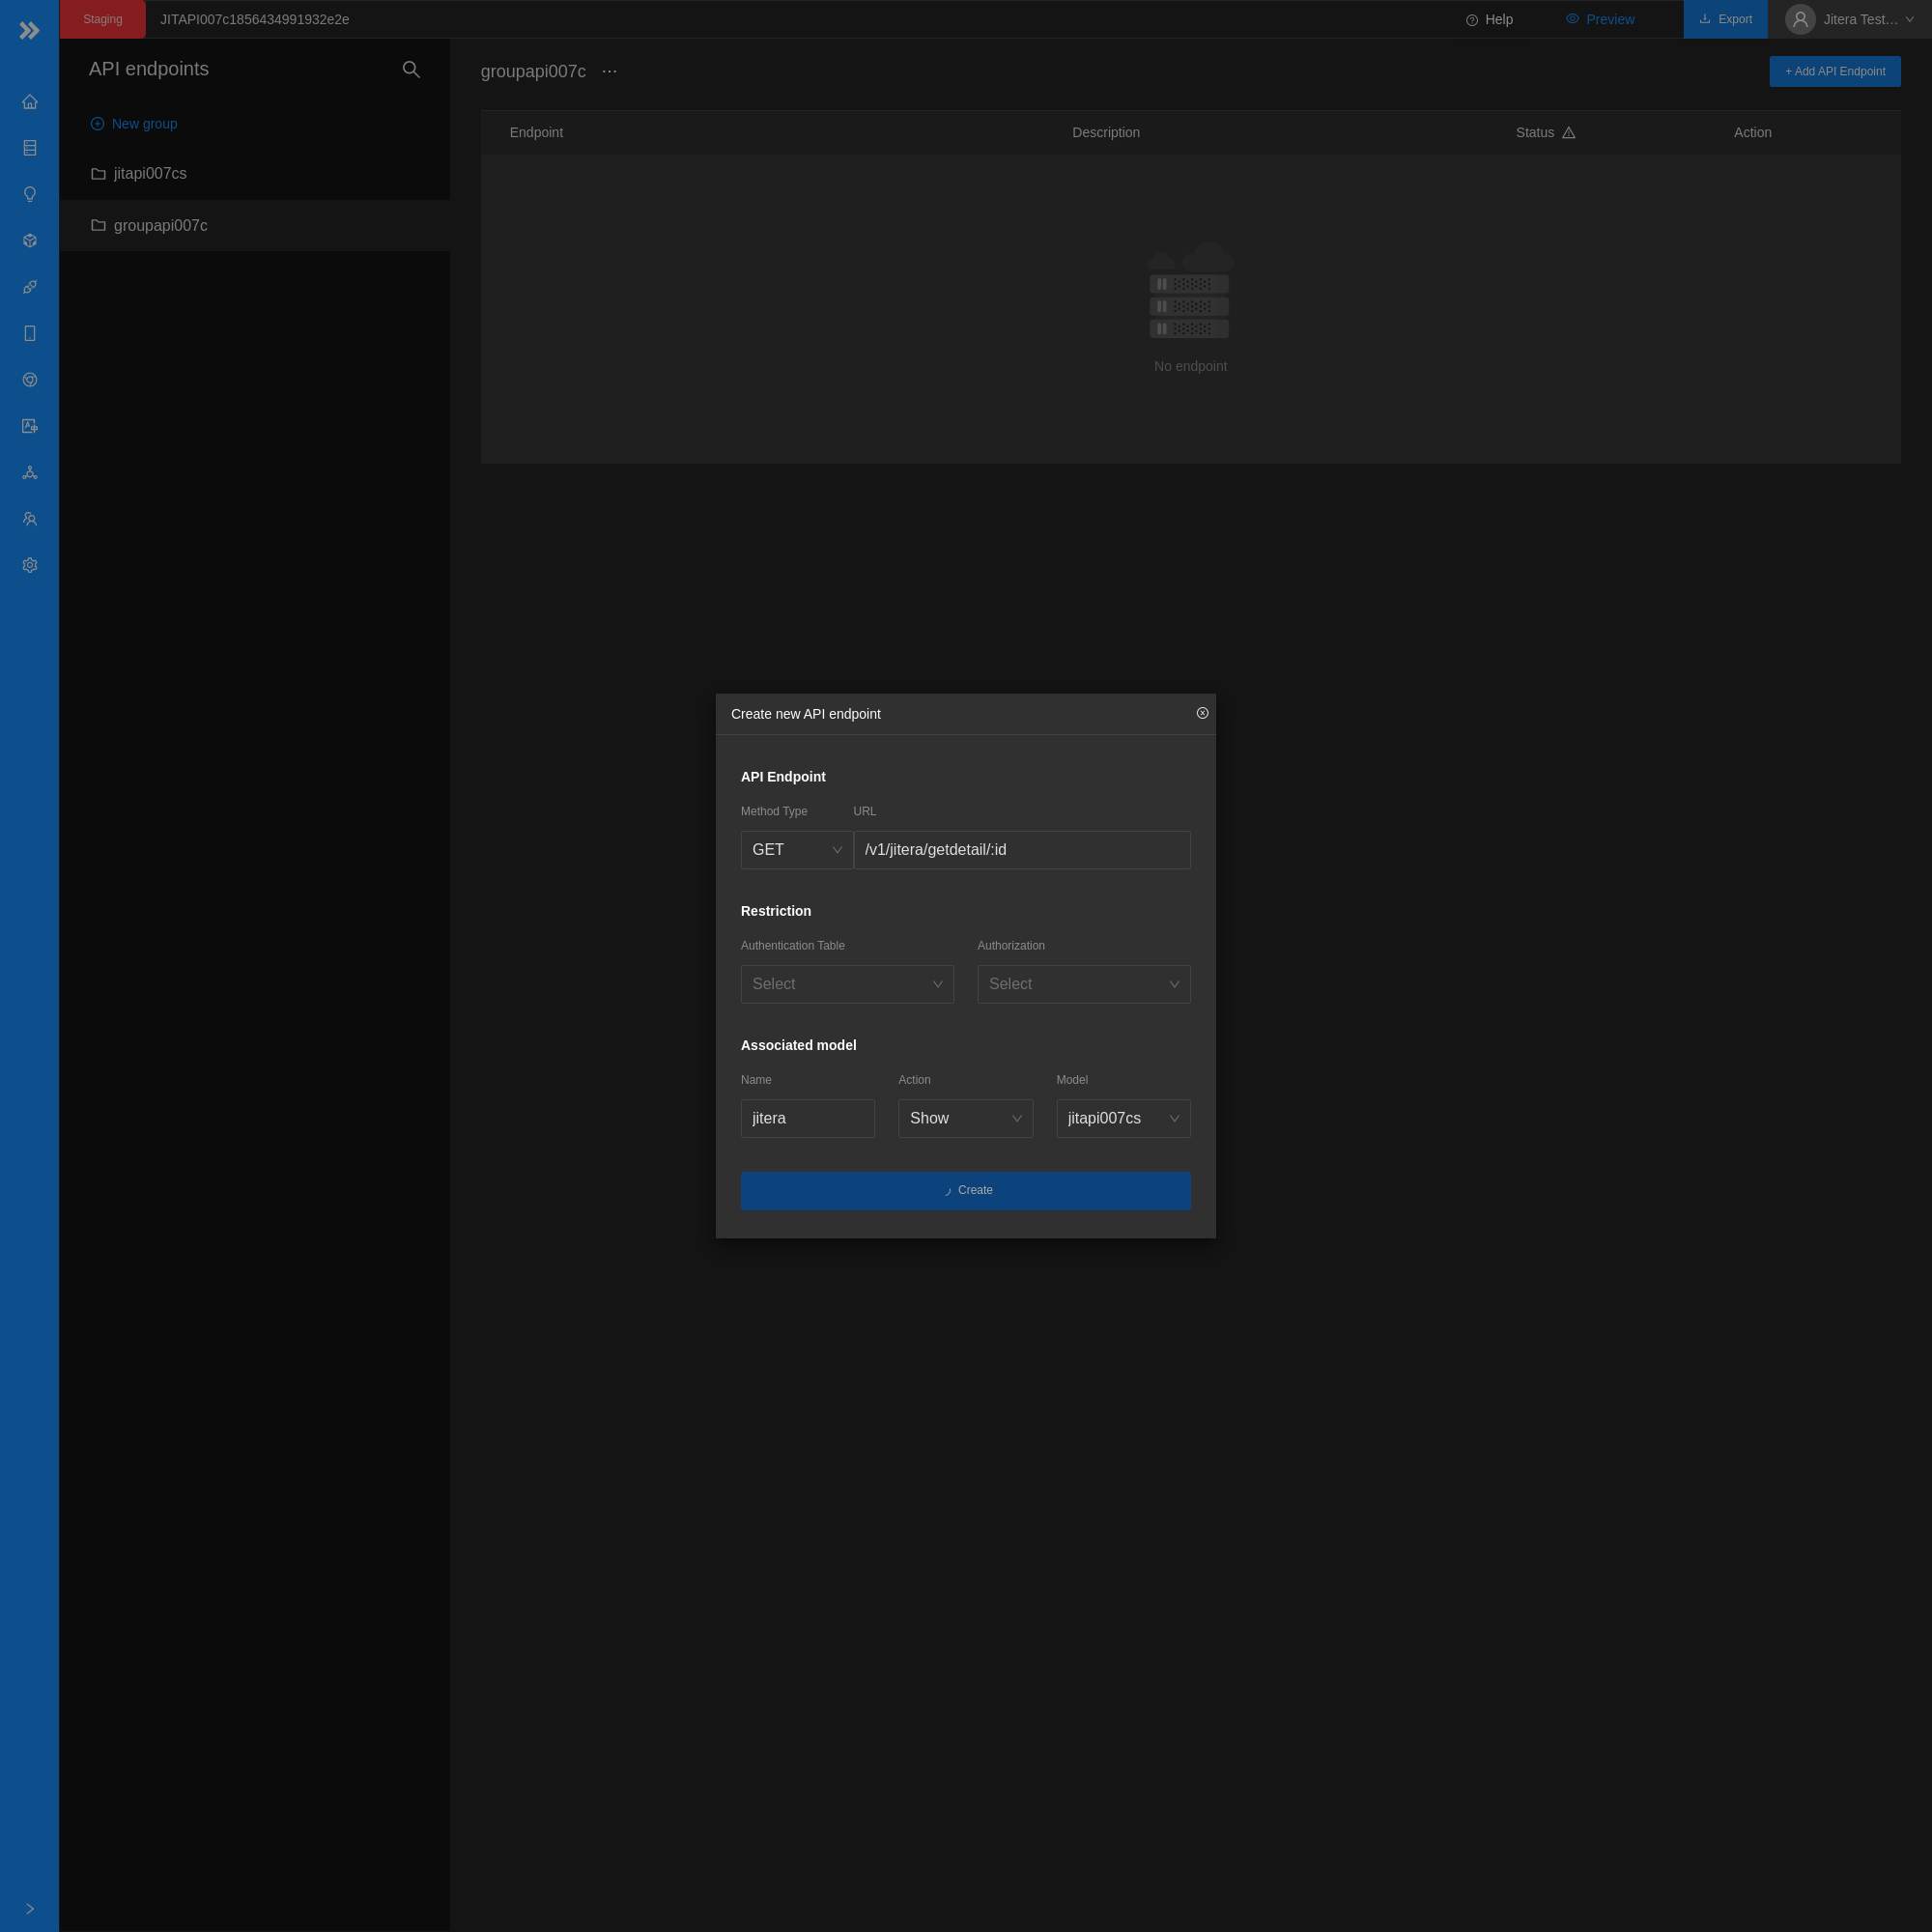 Staging
JITAPI007c1856434991932e2e
Help
Preview
Export
Jitera Test...
API endpoints
New group
jitapi007cs
groupapi007c
groupapi007c ...
+ Add API Endpoint
Endpoint Description Status Action
No endpoint
Create new API endpoint
API Endpoint
Method Type URL
GET /v1/jitera/getdetail/:id
Restriction
Authentication Table Authorization
Select Select
Associated model
Name Action Model
jitera Show jitapi007cs
Create